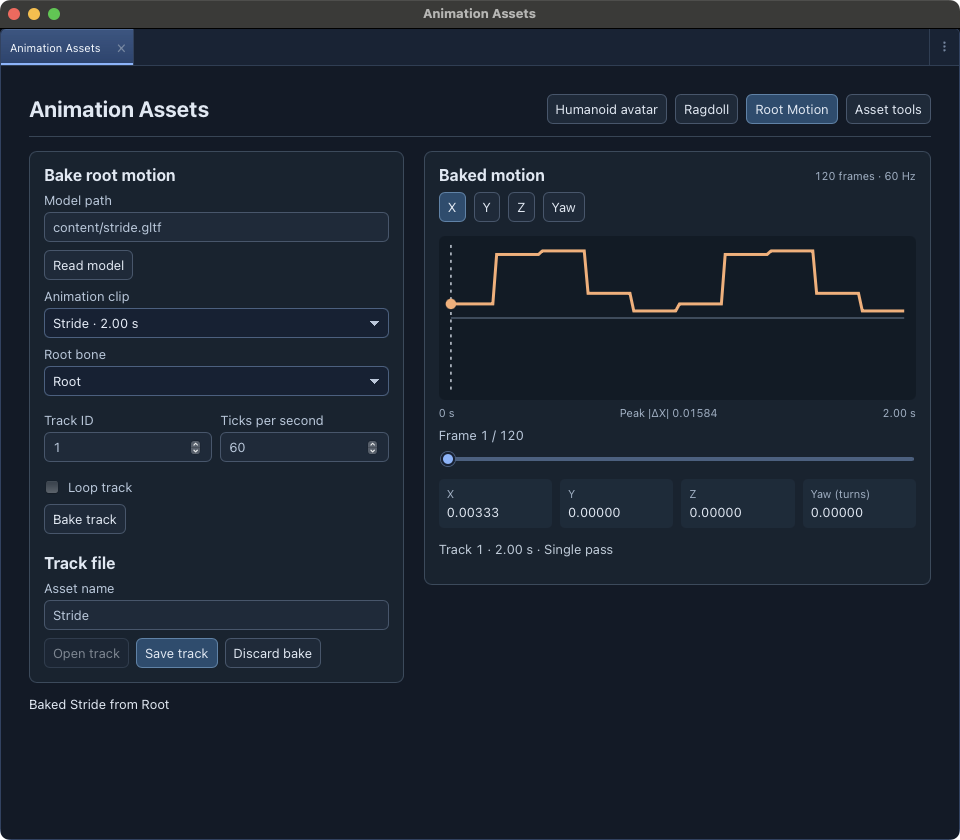 Animation Assets
Animation Assets
Animation Assets
Humanoid avatar
Ragdoll
Root Motion
Asset tools
Bake root motion
Model path
content/stride.gltf
Read model
Animation clip
Stride · 2.00 s
Root bone
Root
Track ID
Ticks per second
1
60
Loop track
Bake track
Track file
Asset name
Stride
Open track
Save track
Discard bake
Baked Stride from Root
Baked motion
120 frames · 60 Hz
X
Y
Z
Yaw
0 s
Peak |ΔX| 0.01584
2.00 s
Frame 1 / 120
X
0.00333
Y
0.00000
Z
0.00000
Yaw (turns)
0.00000
Track 1 · 2.00 s · Single pass